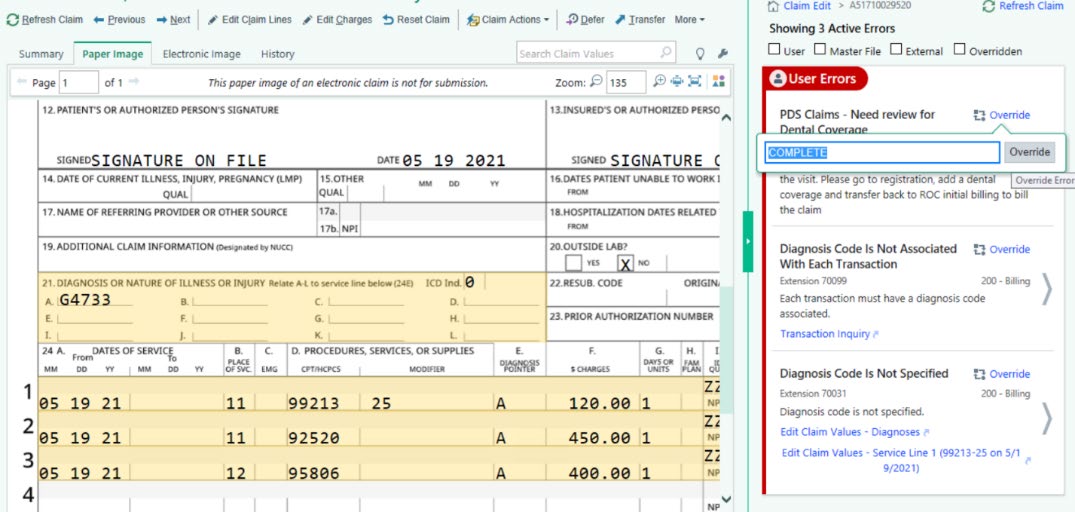 Refresh Claim Previous Next Edit Claim Lines Edit Charges Reset Claim Claim Actions Defer Transfer More
Summary Paper Image Electronic Image History Search Claim Values
Page 1 of 1 This paper image of an electronic claim is not for submission. Zoom: 135
12. PATIENT'S OR AUTHORIZED PERSON'S SIGNATURE 13.INSURED'S OR AUTHORIZED PERSO
SIGNED SIGNATURE ON FILE DATE 05 19 2021 SIGNED SIGNATURE O
14. DATE OF CURRENT ILLNESS, INJURY, PREGNANCY (LMP) 15.OTHER MM DD YY 16.DATES PATIENT UNABLE TO WORK I
QUAL QUAL FROM
17. NAME OF REFERRING PROVIDER OR OTHER SOURCE 17a. 18.HOSPITALIZATION DATES RELATED
17b. NPI FROM
19. ADDITIONAL CLAIM INFORMATION (Designated by NUCC) 20.OUTSIDE LAB?
YES X NO
21. DIAGNOSIS OR NATURE OF ILLNESS OR INJURY Relate A-L to service line below (24E) ICD Ind. 0 22.RESUB. CODE ORIGINA
A. G4733 B. C. D.
E. F. G. H. 23. PRIOR AUTHORIZATION NUMBER
I. J. K. L.
24 A. DATES OF SERVICE B. C. D. PROCEDURES, SERVICES, OR SUPPLIES E. F. G. H. I
From To PLACE DIAGNOSIS DAYS OR FAM
MM DD YY MM DD YY OF SVC. EMG CPT/HCPCS MODIFIER POINTER $ CHARGES UNITS PLAN QU
ZZ
1 05 19 21 11 99213 25 A 120.00 1 NP
ZZ
2 05 19 21 11 92520 A 450.00 1 NP
ZZ
3 05 19 21 12 95806 A 400.00 1 NP
4
NP
Claim Edit > A51710029520 Refresh Claim
Showing 3 Active Errors
User Master File External Overridden
User Errors
PDS Claims - Need review for Override
Dental Coverage
COMPLETE Override
Override Error
the visit. Please go to registration, add a dental
coverage and transfer back to ROC initial billing to bill
the claim
Diagnosis Code Is Not Associated Override
With Each Transaction
Extension 70099 200 - Billing
Each transaction must have a diagnosis code
associated.
Transaction Inquiry
Diagnosis Code Is Not Specified Override
Extension 70031 200 - Billing
Diagnosis code is not specified.
Edit Claim Values - Diagnoses
Edit Claim Values - Service Line 1 (99213-25 on 5/1
9/2021)